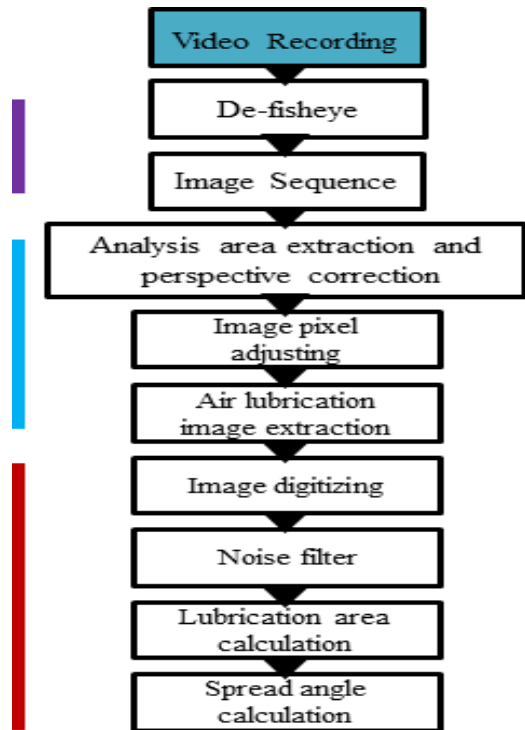 Video Recording
De-fisheye
Image Sequence
Analysis area extraction and
perspective correction
Image pixel
adjusting
Air lubrication
image extraction
Image digitizing
Noise filter
Lubrication area
calculation
Spread angle
calculation